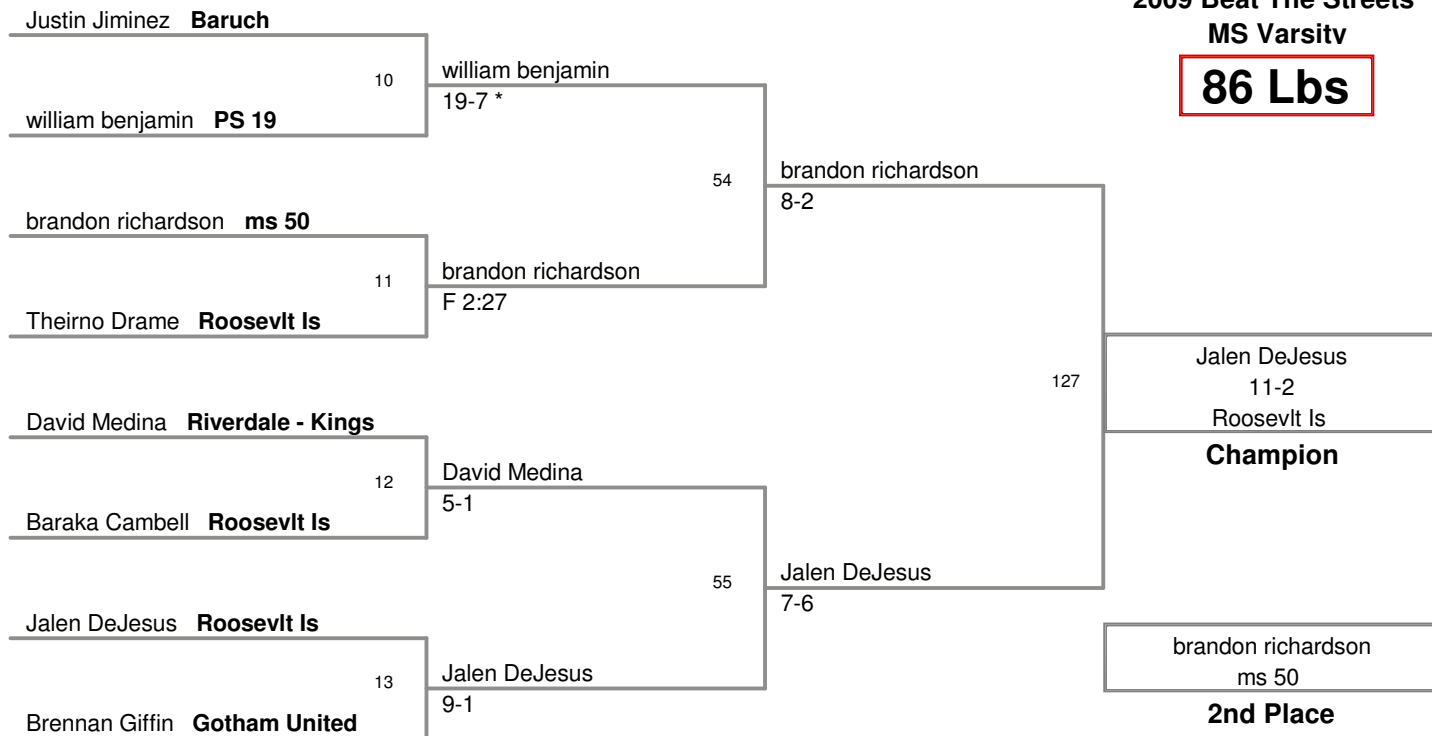 2009 Beat The Streets
MS Varsity
86 Lbs
Justin Jiminez Baruch
10
william benjamin
19-7 *
william benjamin PS 19
54
brandon richardson
8-2
brandon richardson ms 50
11
brandon richardson
F 2:27
Theirno Drame Roosevlt Is
127
Jalen DeJesus
11-2
Roosevlt Is
Champion
David Medina Riverdale - Kings
12
David Medina
5-1
Baraka Cambell Roosevlt Is
55
Jalen DeJesus
7-6
Jalen DeJesus Roosevlt Is
13
Jalen DeJesus
9-1
Brennan Giffin Gotham United
brandon richardson
ms 50
2nd Place